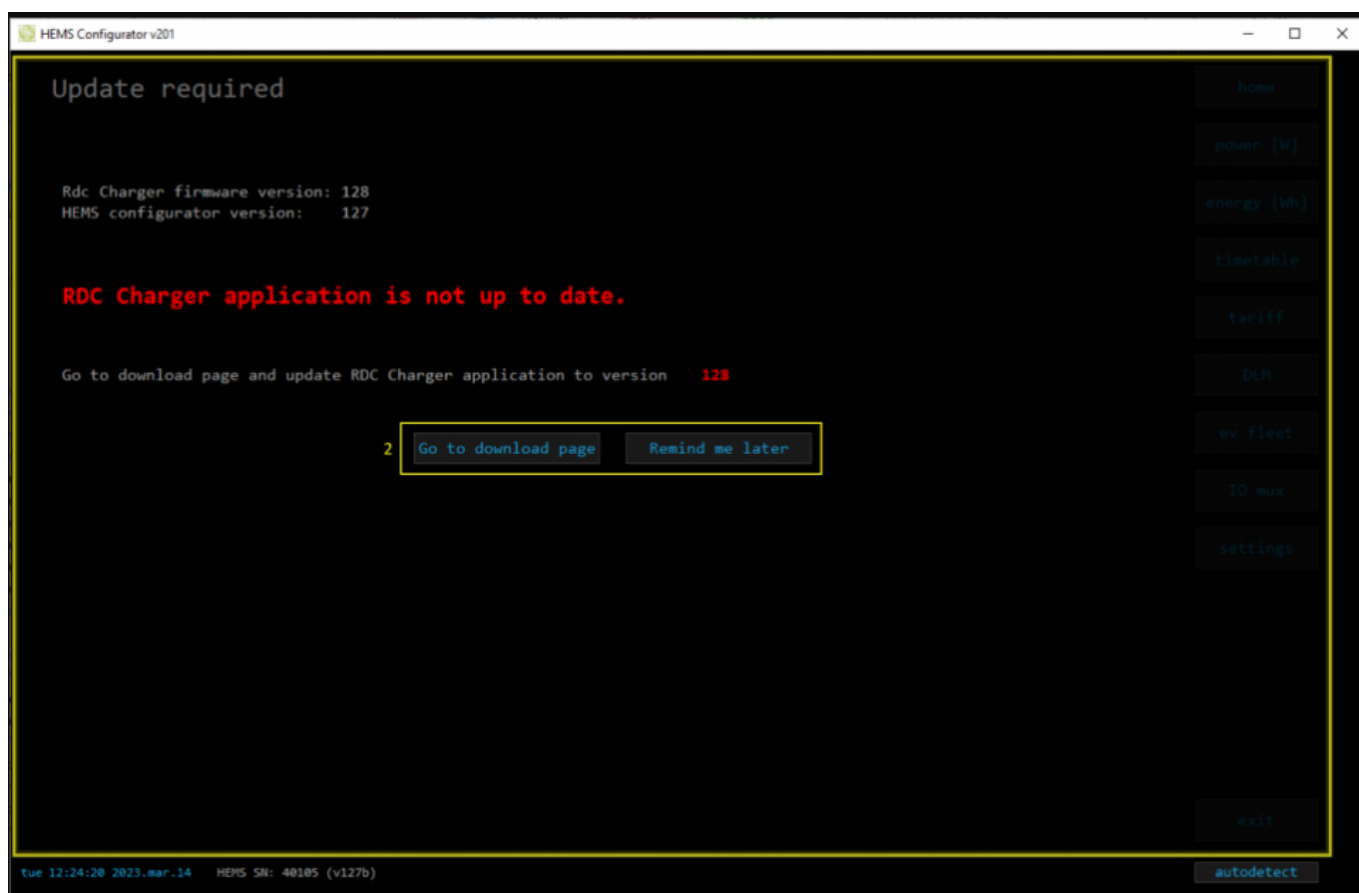 HEMS Configurator v201
Update required
home
power [W]
Rdc Charger firmware version: 128
HEMS configurator version: 127
energy [Wh]
timetable
RDC Charger application is not up to date.
tariff
Go to download page and update RDC Charger application to version 128
DLM
ev fleet
2 Go to download page Remind me later
IO mux
settings
exit
tue 12:24:20 2023.mar.14 HEMS SN: 40105 (v127b) autodetect